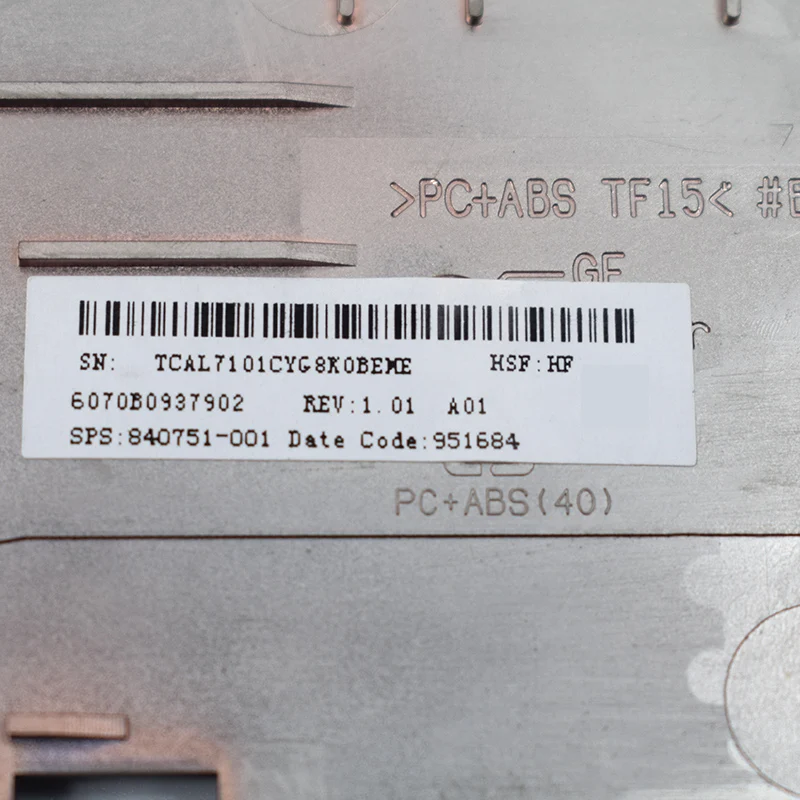 >PC+ABS TF15< #
GF
SN: TCAL7101CYG8K0BEME HSF:HF
6070B0937902 REV:1.01 A01
SPS:840751-001 Date Code:951684
PC+ABS(40)